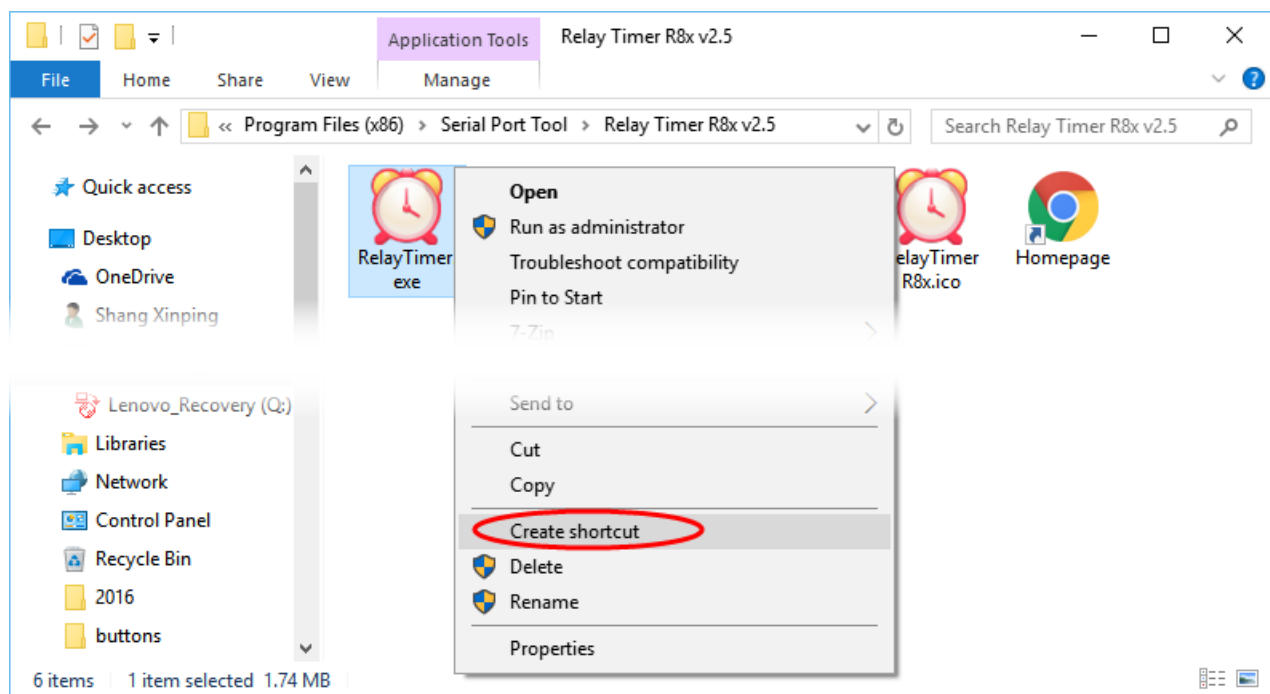 Application Tools
Relay Timer R8x v2.5
File
Home
Share
View
Manage
« Program Files (x86) > Serial Port Tool > Relay Timer R8x v2.5
Search Relay Timer R8x v2.5
Quick access
Desktop
OneDrive
Shang Xinping
Lenovo_Recovery (Q:)
Libraries
Network
Control Panel
Recycle Bin
2016
buttons
RelayTimer
exe
Open
Run as administrator
Troubleshoot compatibility
Pin to Start
7-Zip
Send to
Cut
Copy
Create shortcut
Delete
Rename
Properties
elayTimer
R8x.ico
Homepage
6 items
1 item selected 1.74 MB